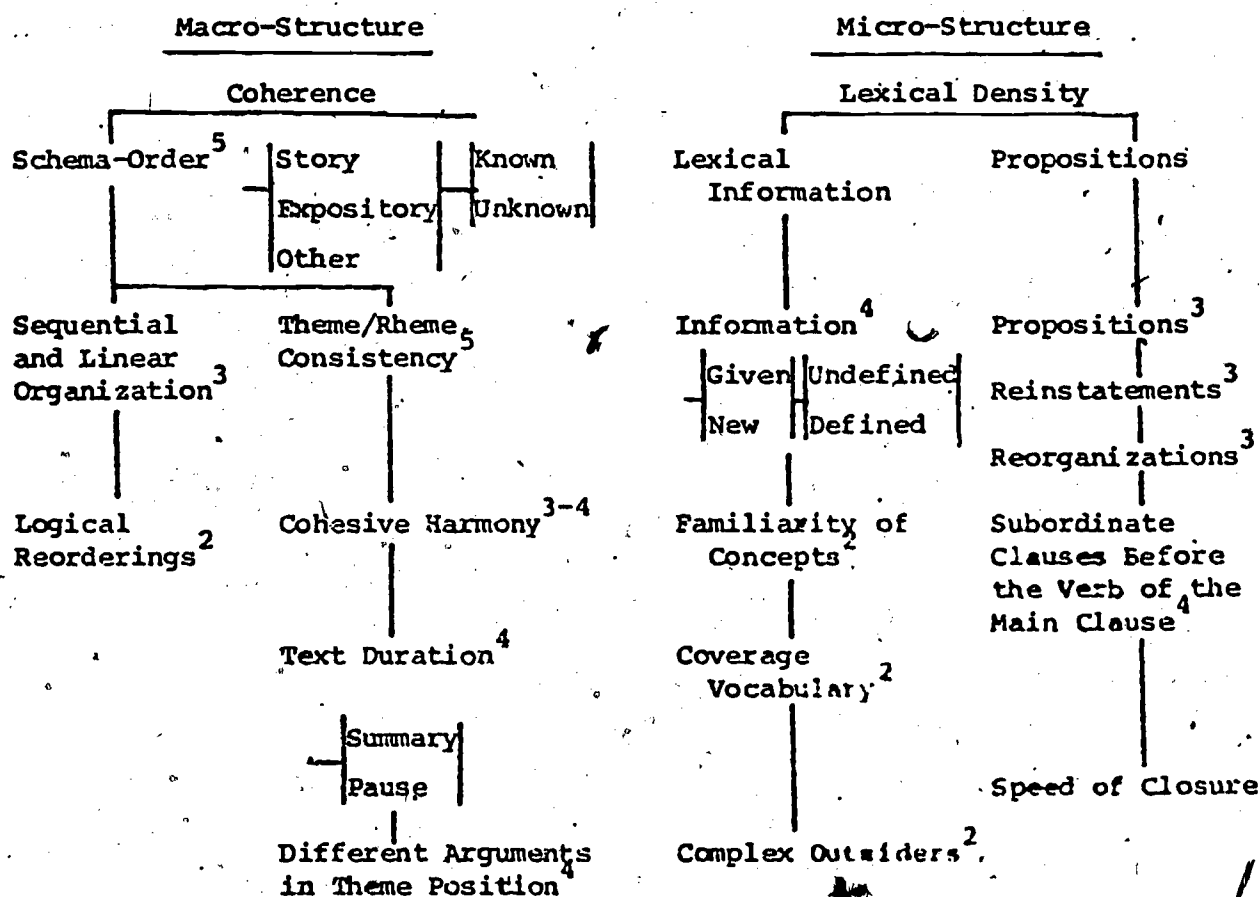 Macro-Structure
Coherence
Schema-Order⁵
Story
Expository
Other
Known
Unknown
Sequential
and Linear
Organization³
Theme/Rheme
Consistency⁵
Logical
Reorderings²
Cohesive Harmony³⁻⁴
Text Duration⁴
Summary
Pause
Different Arguments
in Theme Position⁴
Micro-Structure
Lexical Density
Lexical
Information
Propositions
Information⁴
Given
New
Undefined
Defined
Familiarity of
Concepts²
Coverage
Vocabulary²
Complex Outsiders².
Propositions³
Reinstatements³
Reorganizations³
Subordinate
Clauses Before
the Verb of the
Main Clause⁴
Speed of Closure